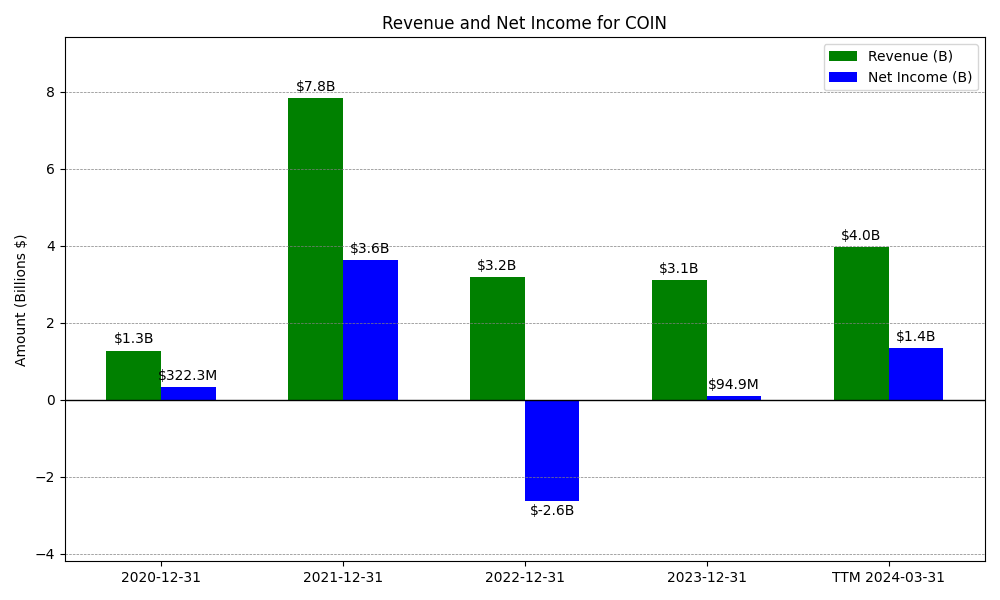 Revenue and Net Income for COIN
Revenue (B)
Net Income (B)
Amount (Billions $)
8
6
4
2
0
−2
−4
$1.3B
$322.3M
$7.8B
$3.6B
$3.2B
$-2.6B
$3.1B
$94.9M
$4.0B
$1.4B
2020-12-31
2021-12-31
2022-12-31
2023-12-31
TTM 2024-03-31